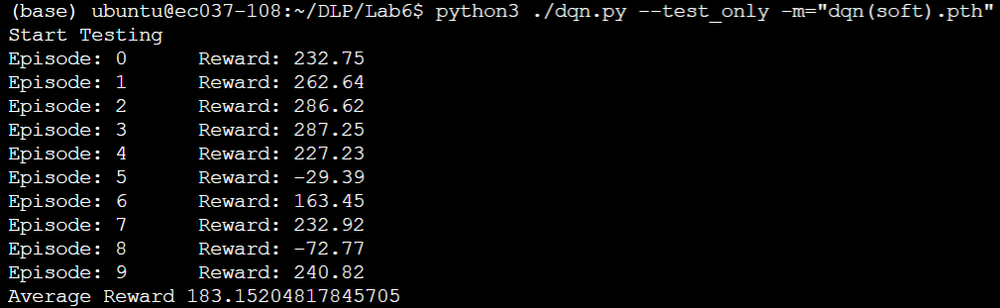 (base) ubuntu@ec037-108:~/DLP/Lab6$ python3 ./dqn.py --test_only -m="dqn(soft).pth"
Start Testing
Episode: 0      Reward: 232.75
Episode: 1      Reward: 262.64
Episode: 2      Reward: 286.62
Episode: 3      Reward: 287.25
Episode: 4      Reward: 227.23
Episode: 5      Reward: -29.39
Episode: 6      Reward: 163.45
Episode: 7      Reward: 232.92
Episode: 8      Reward: -72.77
Episode: 9      Reward: 240.82
Average Reward 183.15204817845705